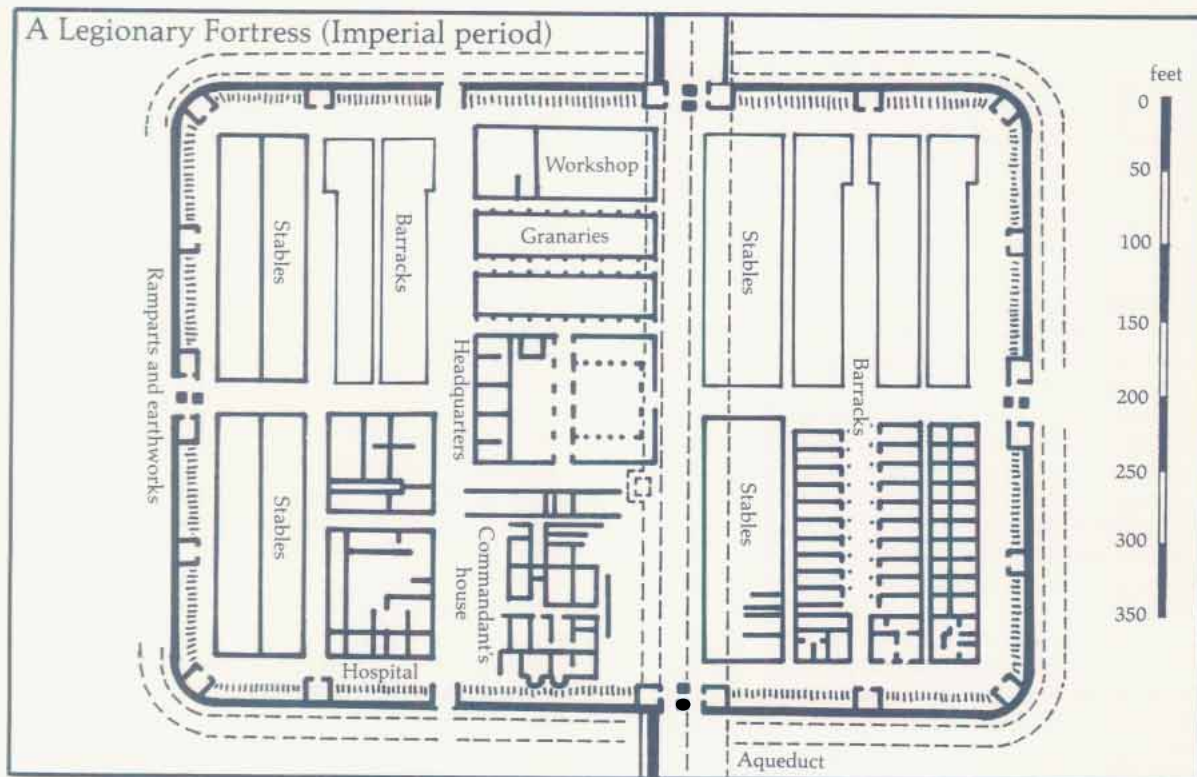 A Legionary Fortress (Imperial period)
feet
0
50
100
150
200
250
300
350
Workshop
Granaries
Stables
Barracks
Stables
Headquarters
Barracks
Ramparts and earthworks
Stables
Stables
Commandant's
house
Hospital
Aqueduct